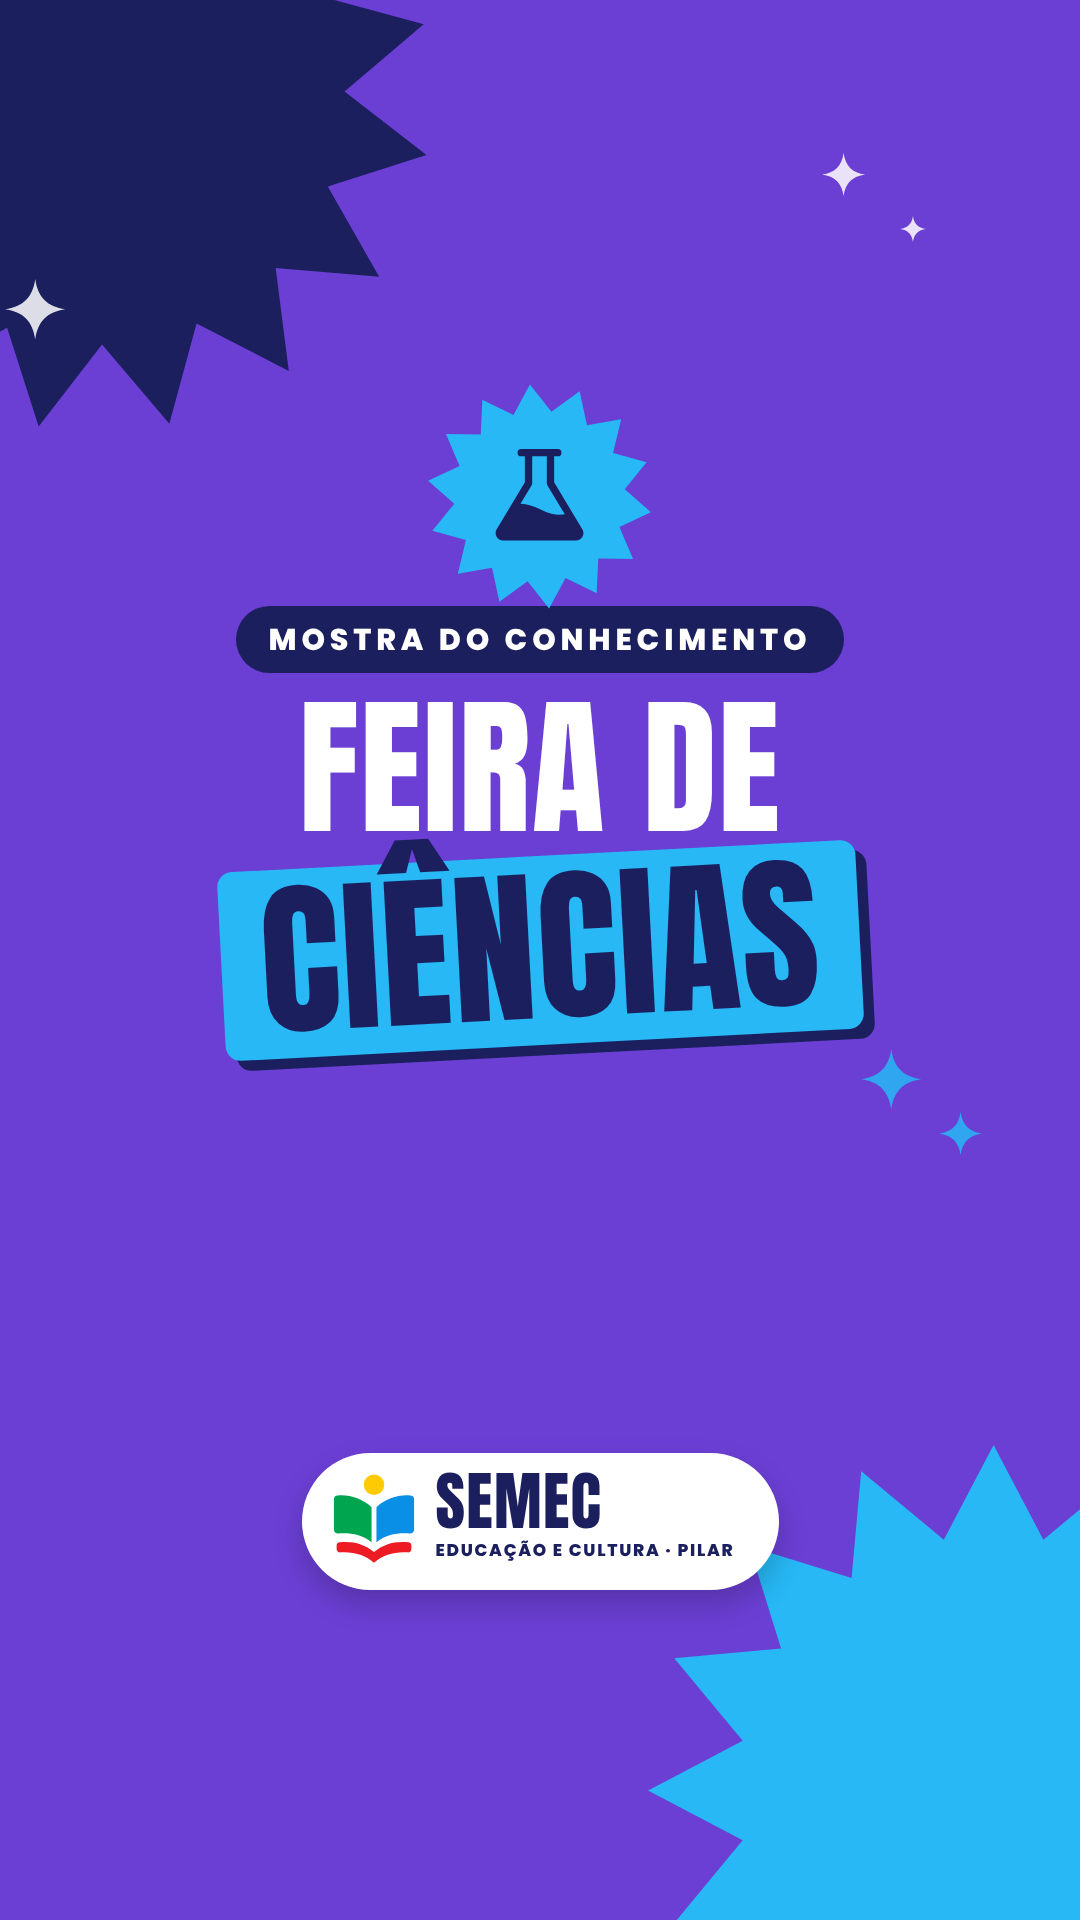 MOSTRA DO CONHECIMENTO
FEIRA DE
CIÊNCIAS
SEMEC
EDUCAÇÃO E CULTURA · PILAR